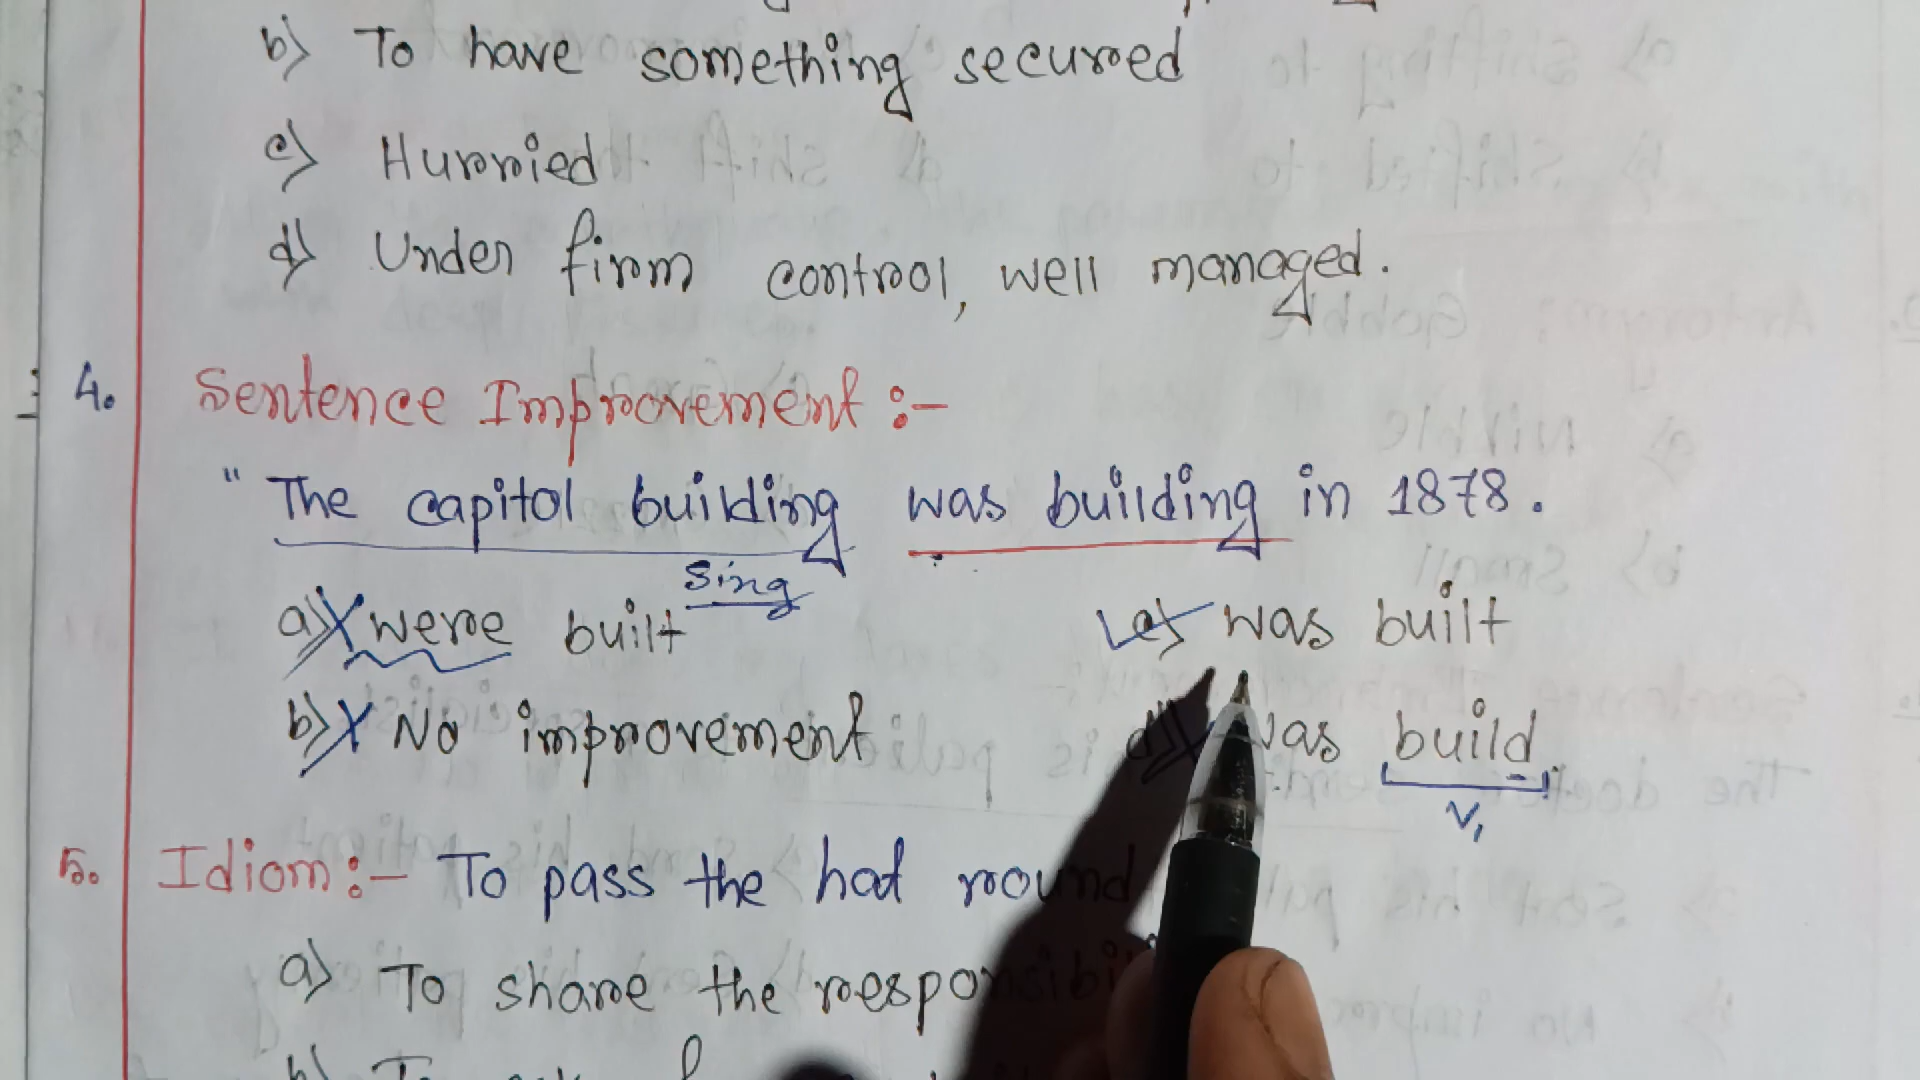 b) To have something secured
c) Hurried
d) Under firm control, well managed.
4. Sentence Improvement :-
" The capitol building was building in 1878.
Sing
a) were built c) was built
b) No improvement d) was build.
V₁
5. Idiom :- To pass the hat round
a) To share the
b) To